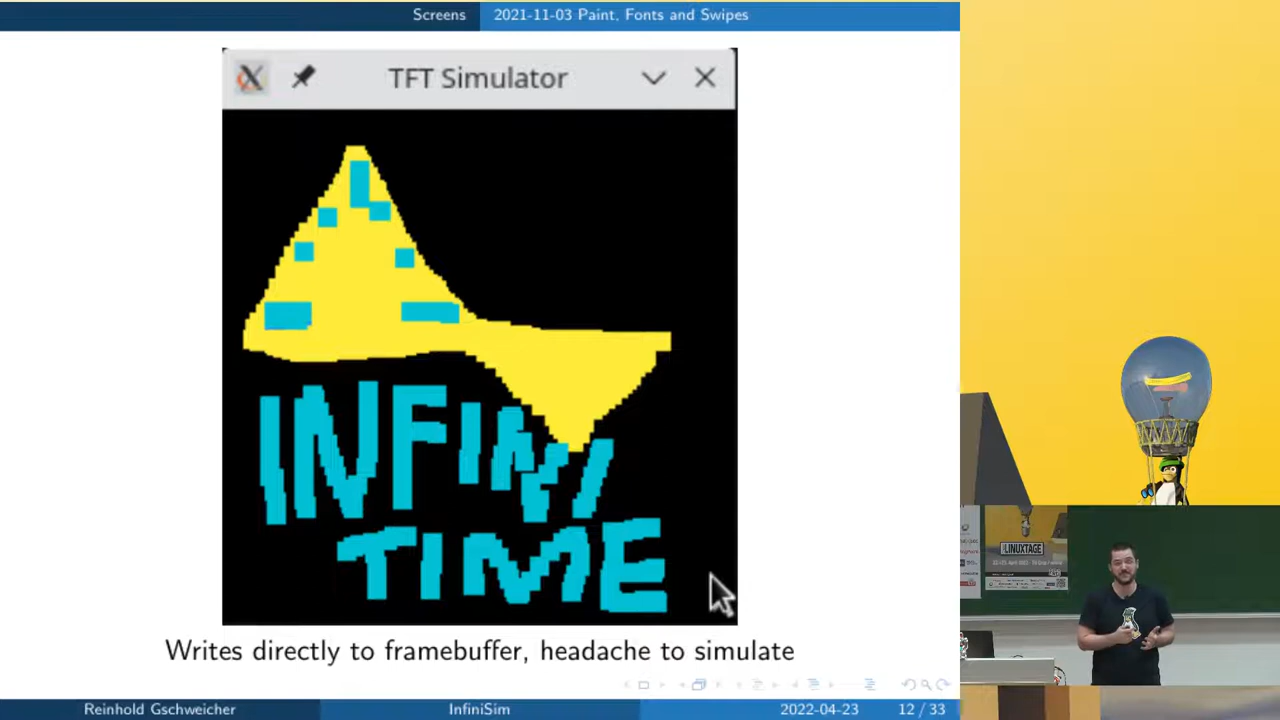 Screens 2021-11-03 Paint, Fonts and Swipes
TFT Simulator
INFINI
TIME
Writes directly to framebuffer, headache to simulate
LINUXTAGE
Reinhold Gschweicher InfiniSim 2022-04-23 12 / 33